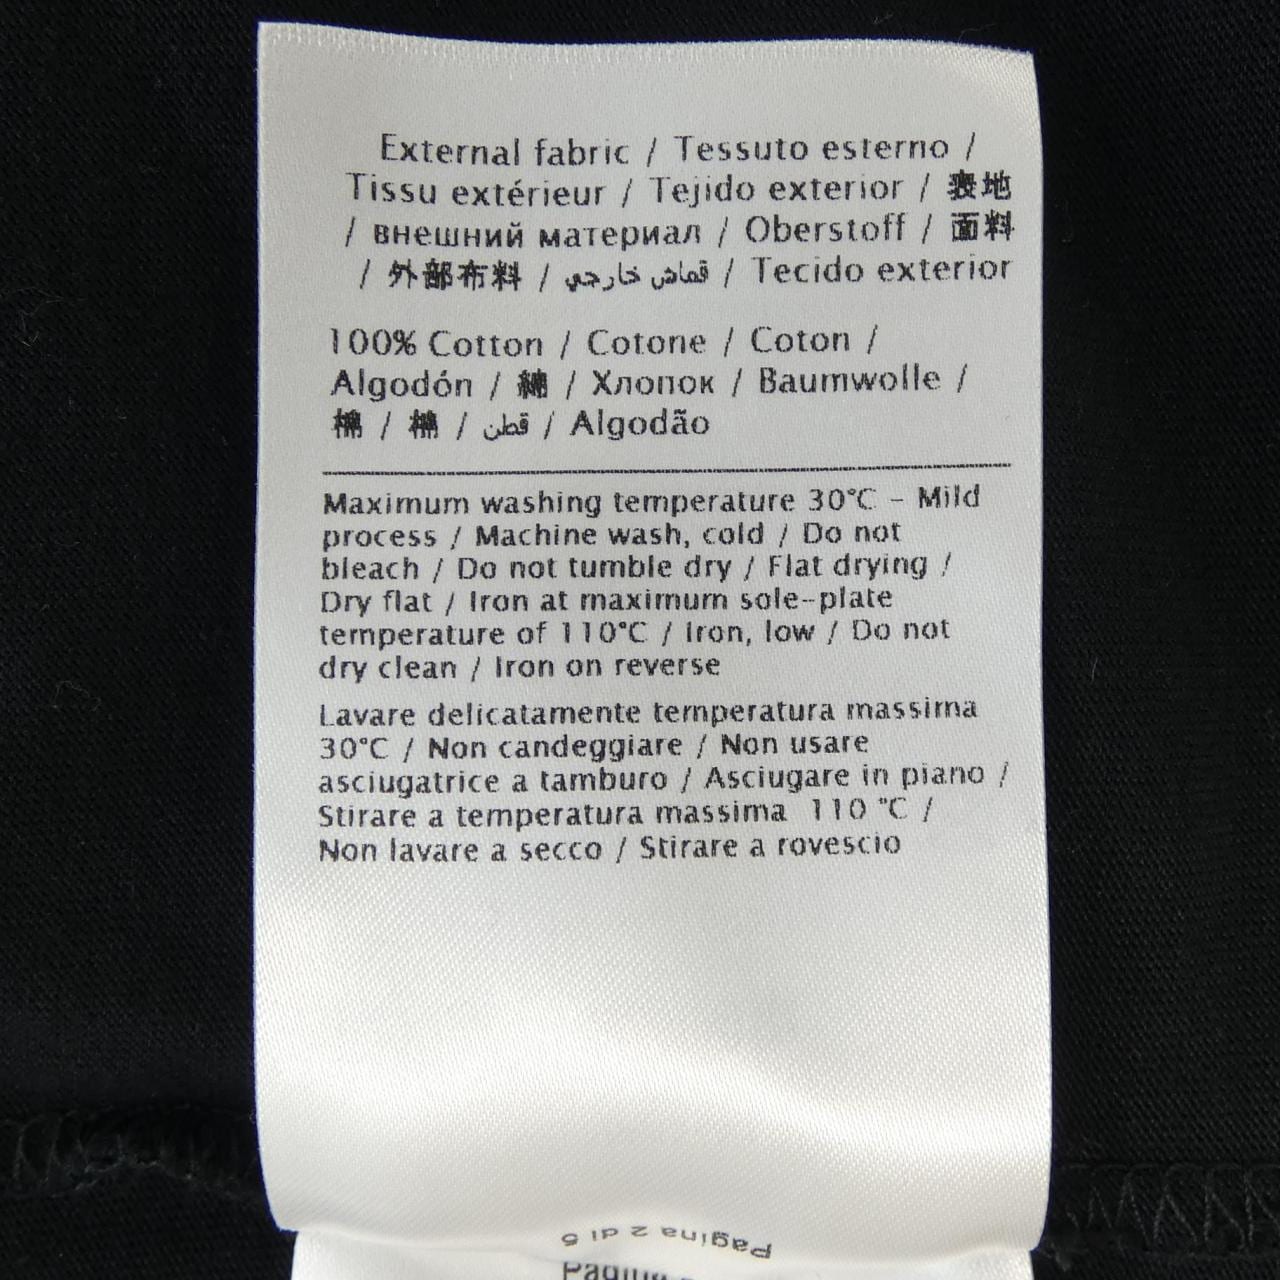 External fabric / Tessuto esterno /
Tissu extérieur / Tejido exterior / 表地
/ внешний материал / Oberstoff / 面料
/ 外部布料 / قماش خارجي / Tecido exterior
100% Cotton / Cotone / Coton /
Algodón / 綿 / Хлопок / Baumwolle /
棉 / 棉 / قطن / Algodão
Maximum washing temperature 30°C - Mild
process / Machine wash, cold / Do not
bleach / Do not tumble dry / Flat drying /
Dry flat / Iron at maximum sole-plate
temperature of 110°C / Iron, low / Do not
dry clean / Iron on reverse
Lavare delicatamente temperatura massima
30°C / Non candeggiare / Non usare
asciugatrice a tamburo / Asciugare in piano /
Stirare a temperatura massima 110 °C /
Non lavare a secco / Stirare a rovescio
Pagina 2 di 5